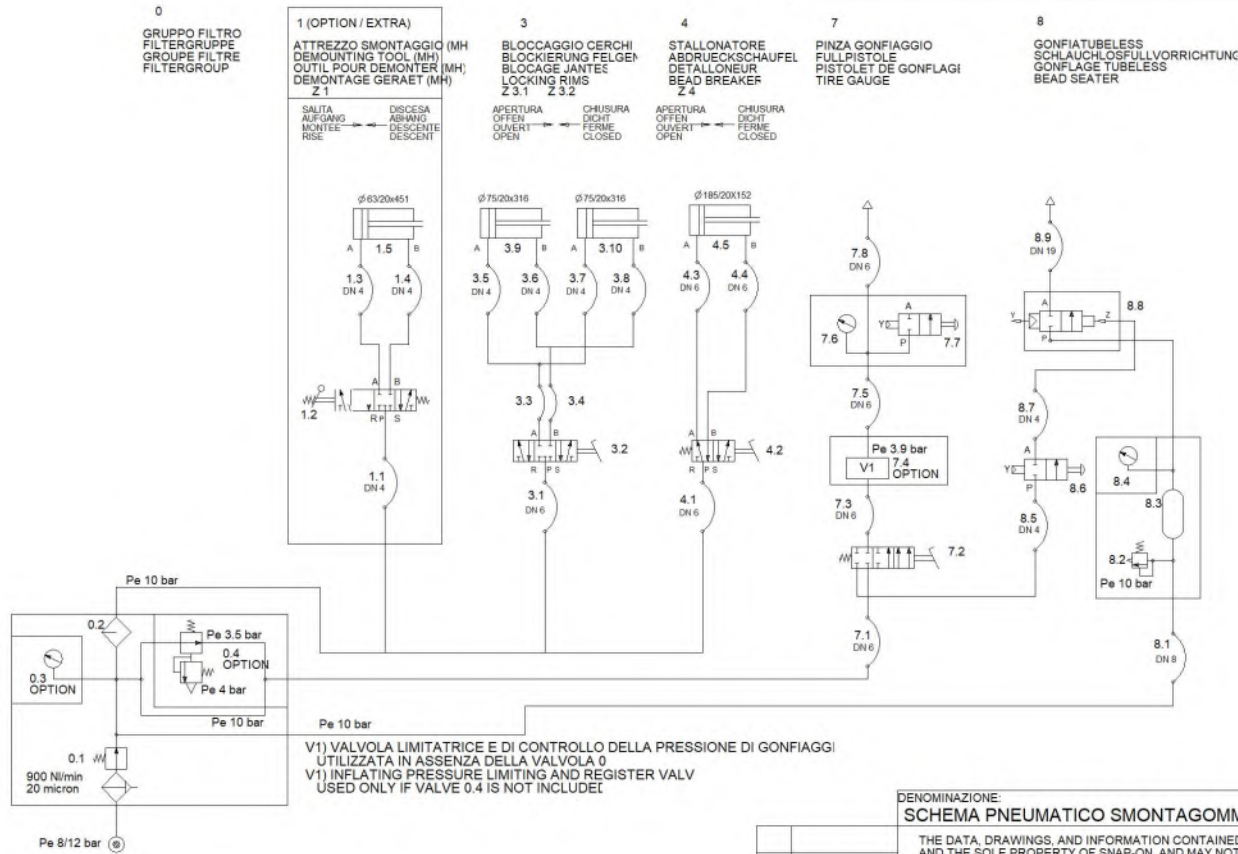 0
GRUPPO FILTRO
FILTERGRUPPE
GROUPE FILTRE
FILTERGROUP
1 (OPTION / EXTRA)
ATTREZZO SMONTAGGIO (MH
DEMOUNTING TOOL (MH)
OUTIL POUR DEMONTER (MH)
DEMONTAGE GERAET (MH)
Z 1
SALITA
AUFGANG
MONTEE
RISE
DISCESA
ABHANG
DESCENTE
DESCENT
3
BLOCCAGGIO CERCHI
BLOCKIERUNG FELGEN
BLOCAGE JANTES
LOCKING RIMS
Z 3.1 Z 3.2
APERTURA
OFFEN
OUVERT
OPEN
CHIUSURA
DICHT
FERME
CLOSED
4
STALLONATORE
ABDRUECKSCHAUFEL
DETALLONEUR
BEAD BREAKER
Z 4
APERTURA
OFFEN
OUVERT
OPEN
CHIUSURA
DICHT
FERME
CLOSED
7
PINZA GONFIAGGIO
FULLPISTOLE
PISTOLET DE GONFLAGE
TIRE GAUGE
8
GONFIATUBELESS
SCHLAUCHLOSFULLVORRICHTUNG
GONFLAGE TUBELESS
BEAD SEATER
Ø63/20x451
A 1.5 B
1.3
DN 4
1.4
DN 4
A B
R P S
1.2
1.1
DN 4
Ø75/20x316
Ø75/20x316
A 3.9 B
A 3.10 B
3.5
DN 4
3.6
DN 4
3.7
DN 4
3.8
DN 4
3.3 3.4
A B
3.2
R P S
3.1
DN 6
Ø185/20X152
A 4.5 B
4.3
DN 6
4.4
DN 6
A B
4.2
R P S
4.1
DN 6
7.8
DN 6
A
Y
P
7.6
7.7
7.5
DN 6
Pe 3.9 bar
V1
7.4
OPTION
7.3
DN 6
7.2
7.1
DN 6
8.9
DN 19
8.8
A
Y
Z
P
8.7
DN 4
A
Y
P
8.6
8.5
DN 4
8.4
8.3
8.2
Pe 10 bar
8.1
DN 8
Pe 10 bar
0.2
0.3
OPTION
Pe 3.5 bar
0.4
OPTION
Pe 4 bar
Pe 10 bar
Pe 10 bar
0.1
900 Nl/min
20 micron
Pe 8/12 bar
V1) VALVOLA LIMITATRICE E DI CONTROLLO DELLA PRESSIONE DI GONFIAGGI
UTILIZZATA IN ASSENZA DELLA VALVOLA 0
V1) INFLATING PRESSURE LIMITING AND REGISTER VALV
USED ONLY IF VALVE 0.4 IS NOT INCLUDED
DENOMINAZIONE:
SCHEMA PNEUMATICO SMONTAGOMM
THE DATA, DRAWINGS, AND INFORMATION CONTAINED
AND THE SOLE PROPERTY OF SNAP-ON, AND MAY NOT